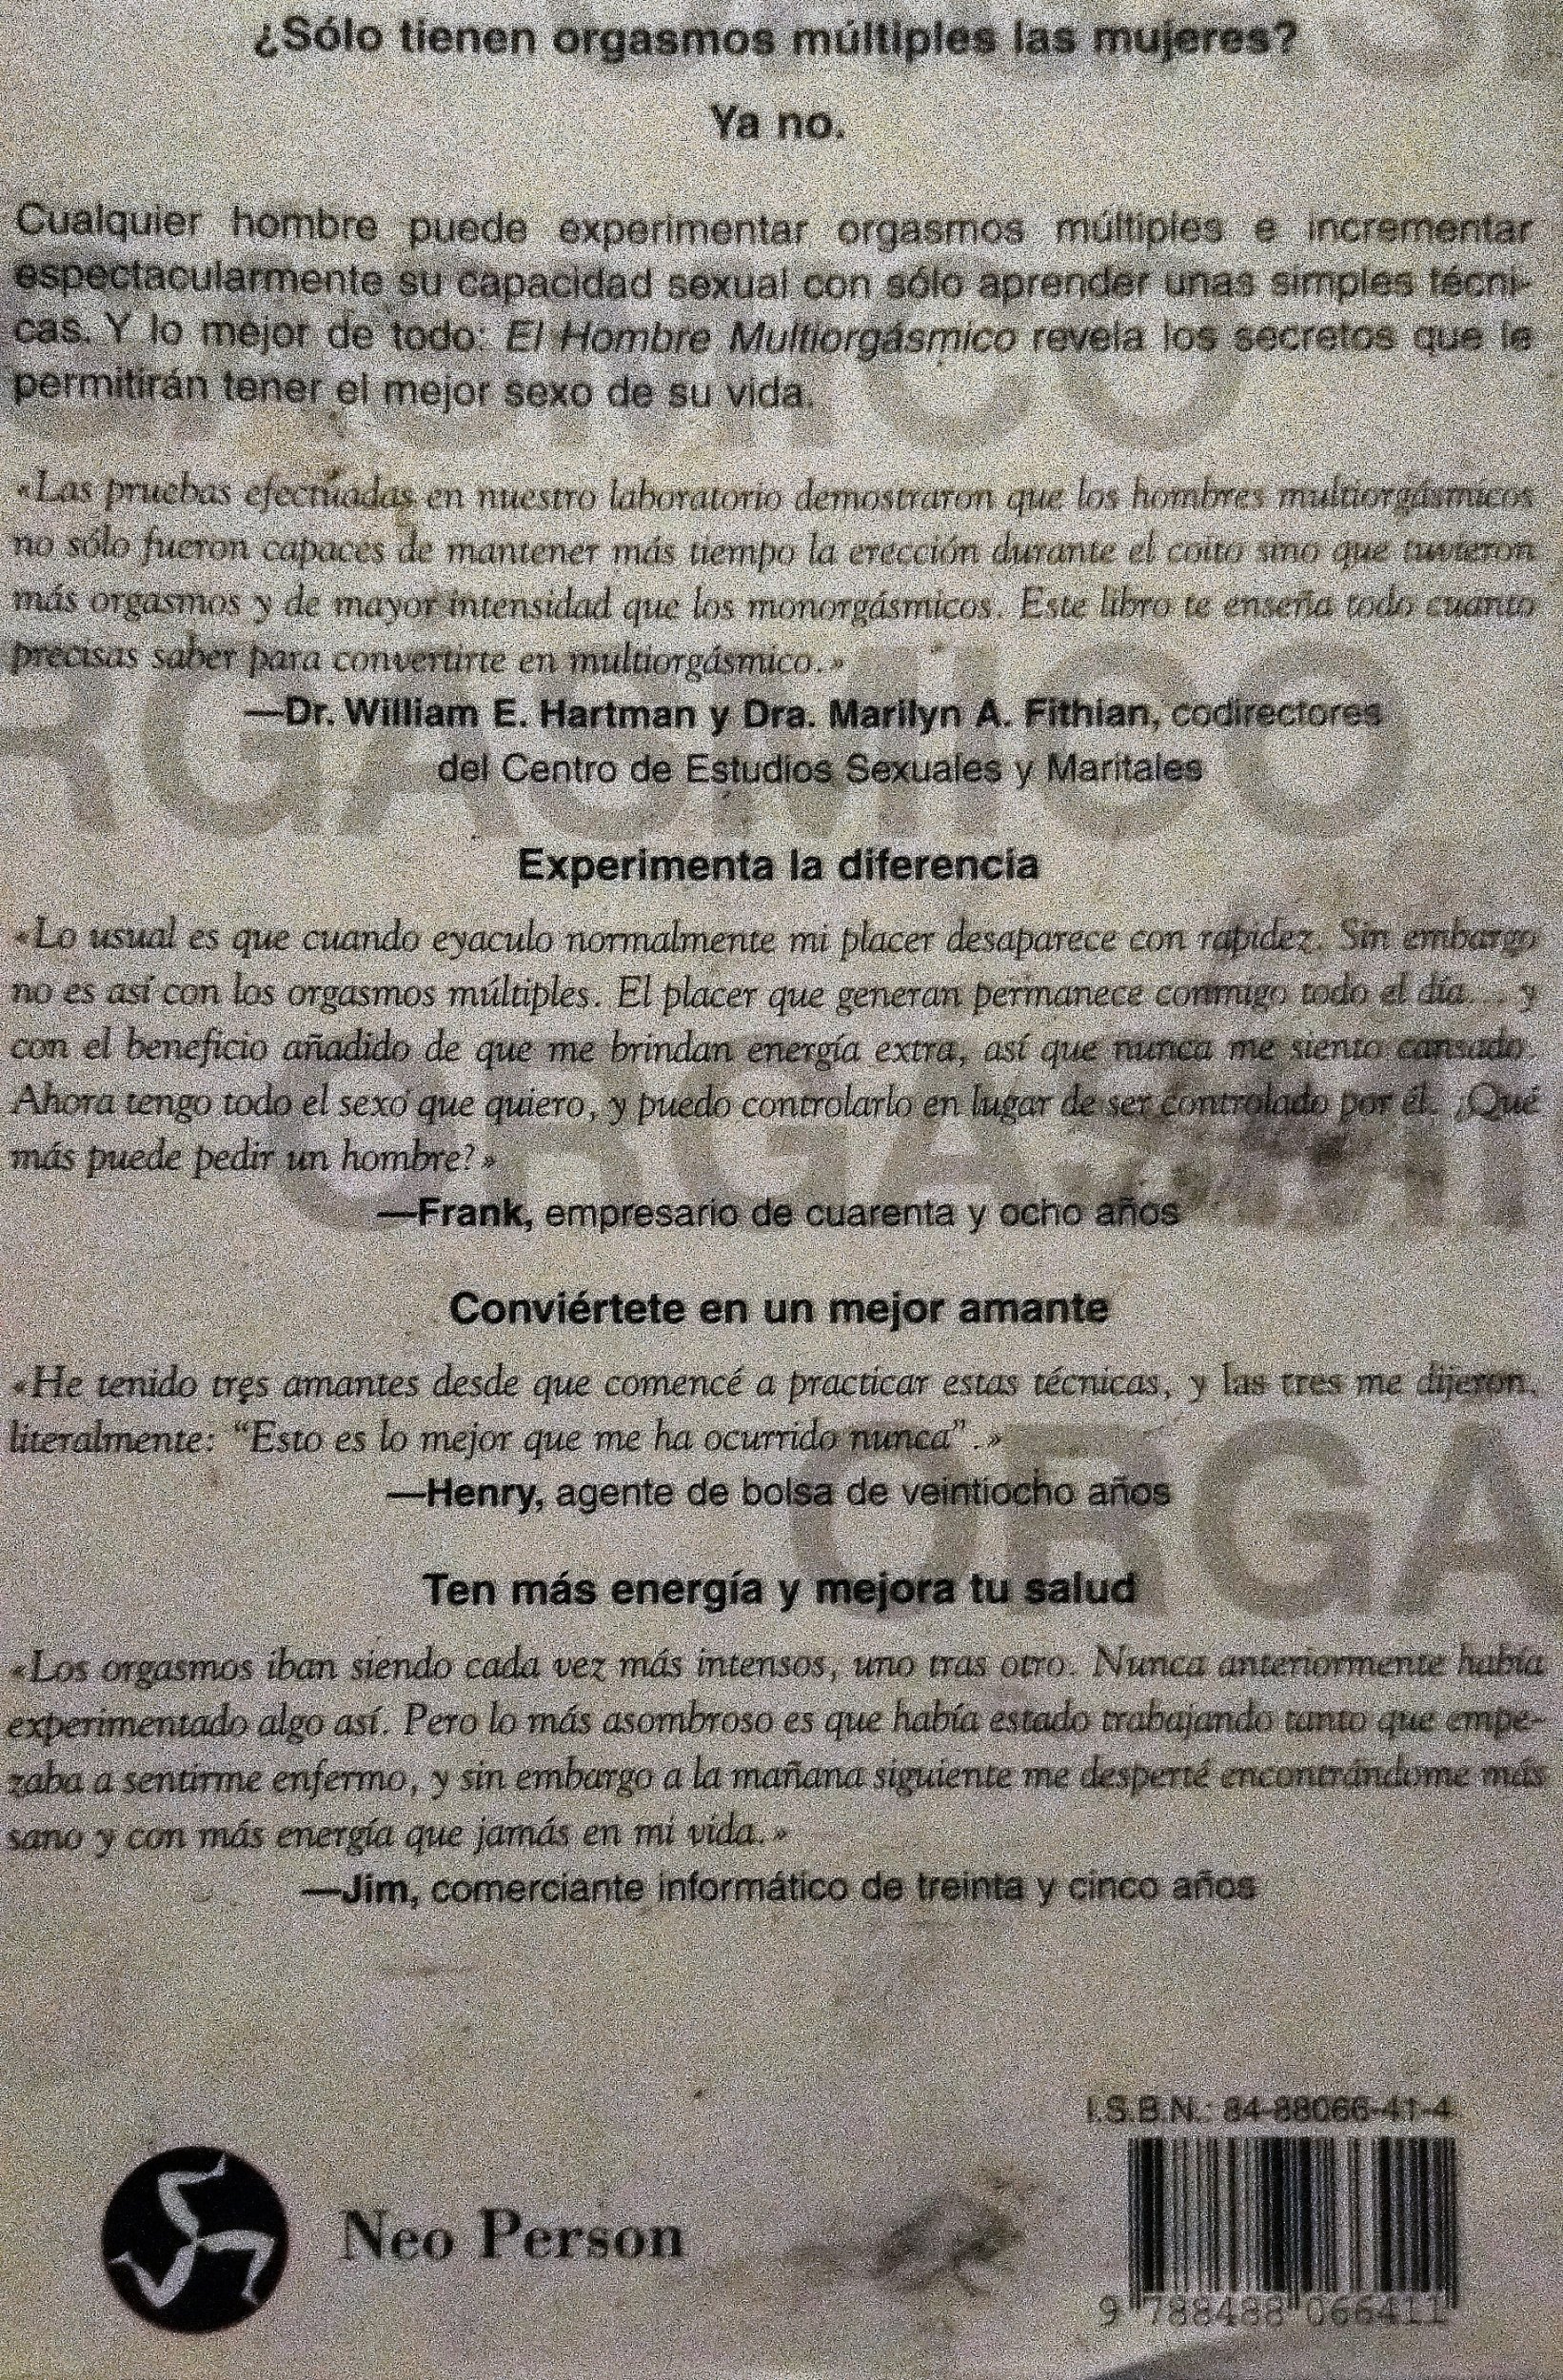 ¿Sólo tienen orgasmos múltiples las mujeres?
Ya no.
Cualquier hombre puede experimentar orgasmos múltiples e incrementar
espectacularmente su capacidad sexual con sólo aprender unas simples técni-
cas. Y lo mejor de todo: El Hombre Multiorgásmico revela los secretos que le
permitirán tener el mejor sexo de su vida.
«Las pruebas efectuadas en nuestro laboratorio demostraron que los hombres multiorgásmicos
no sólo fueron capaces de mantener más tiempo la erección durante el coito sino que tuvieron
más orgasmos y de mayor intensidad que los monorgásmicos. Este libro te enseña todo cuanto
precisas saber para convertirte en multiorgásmico.»
—Dr. William E. Hartman y Dra. Marilyn A. Fithian, codirectores
del Centro de Estudios Sexuales y Maritales
Experimenta la diferencia
«Lo usual es que cuando eyaculo normalmente mi placer desaparece con rapidez. Sin embargo
no es así con los orgasmos múltiples. El placer que generan permanece conmigo todo el día... y
con el beneficio añadido de que me brindan energía extra, así que nunca me siento cansado.
Ahora tengo todo el sexo que quiero, y puedo controlarlo en lugar de ser controlado por él. ¿Qué
más puede pedir un hombre?»
—Frank, empresario de cuarenta y ocho años
Conviértete en un mejor amante
«He tenido tres amantes desde que comencé a practicar estas técnicas, y las tres me dijeron,
literalmente: “Esto es lo mejor que me ha ocurrido nunca”.»
—Henry, agente de bolsa de veintiocho años
Ten más energía y mejora tu salud
«Los orgasmos iban siendo cada vez más intensos, uno tras otro. Nunca anteriormente había
experimentado algo así. Pero lo más asombroso es que había estado trabajando tanto que empe-
zaba a sentirme enfermo, y sin embargo a la mañana siguiente me desperté encontrándome más
sano y con más energía que jamás en mi vida.»
—Jim, comerciante informático de treinta y cinco años
I.S.B.N.: 84-88066-41-4
Neo Person
9 788488 066411